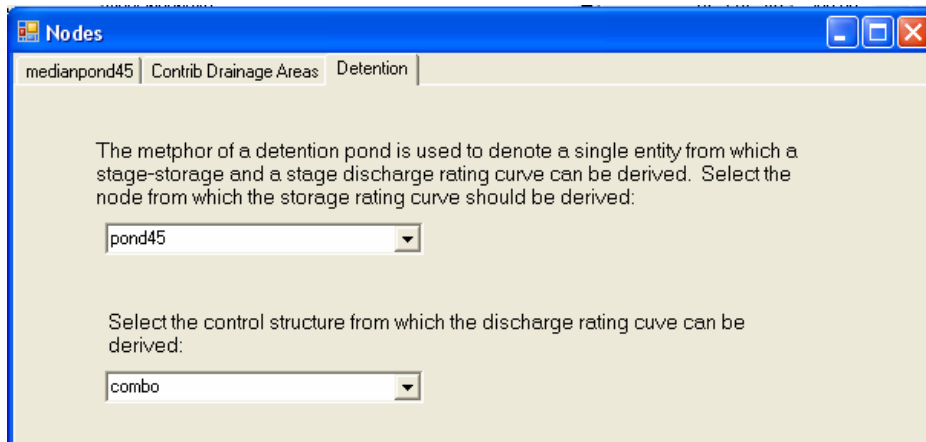 Nodes
medianpond45 Contrib Drainage Areas Detention
The metphor of a detention pond is used to denote a single entity from which a
stage-storage and a stage discharge rating curve can be derived. Select the
node from which the storage rating curve should be derived:
pond45
Select the control structure from which the discharge rating cuve can be
derived:
combo